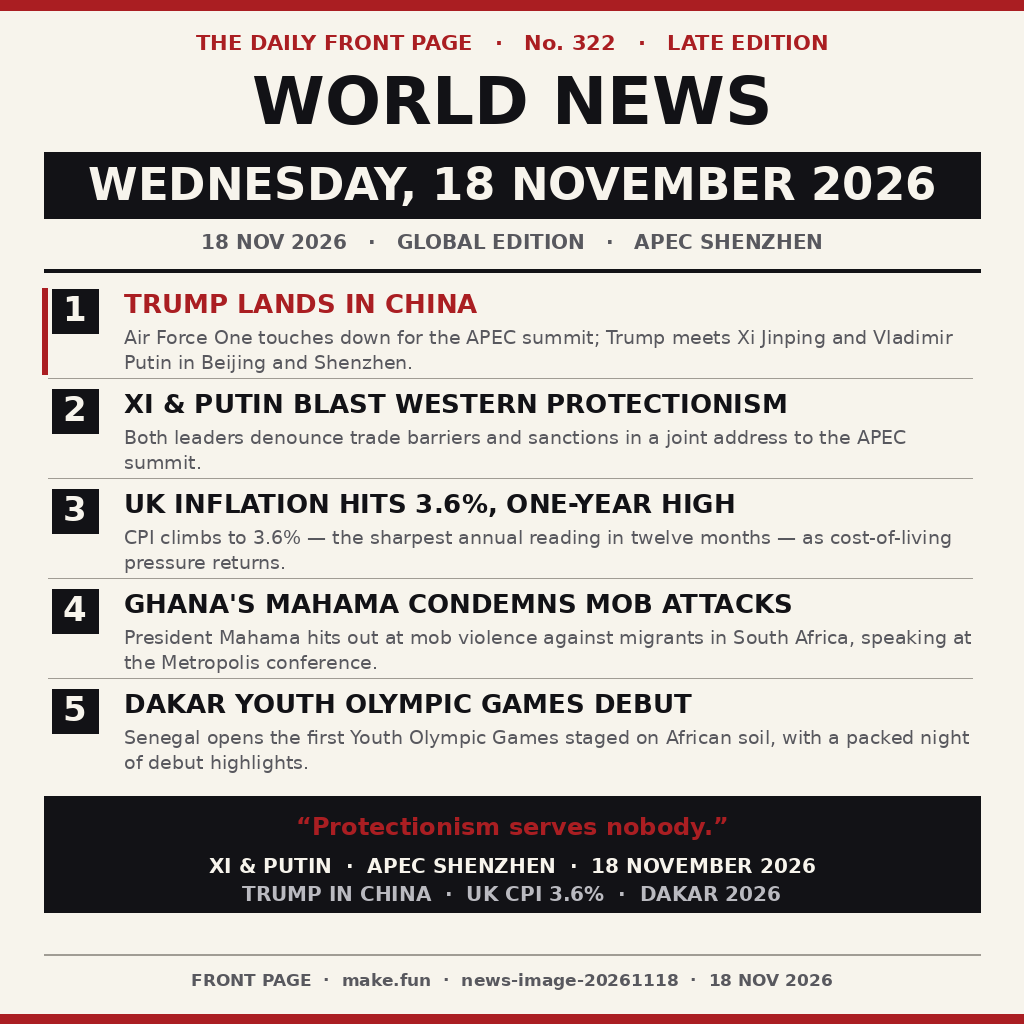 THE DAILY FRONT PAGE · No. 322 · LATE EDITION
WORLD NEWS
WEDNESDAY, 18 NOVEMBER 2026
18 NOV 2026 · GLOBAL EDITION · APEC SHENZHEN
1
TRUMP LANDS IN CHINA
Air Force One touches down for the APEC summit; Trump meets Xi Jinping and Vladimir
Putin in Beijing and Shenzhen.
2
XI & PUTIN BLAST WESTERN PROTECTIONISM
Both leaders denounce trade barriers and sanctions in a joint address to the APEC
summit.
3
UK INFLATION HITS 3.6%, ONE-YEAR HIGH
CPI climbs to 3.6% — the sharpest annual reading in twelve months — as cost-of-living
pressure returns.
4
GHANA'S MAHAMA CONDEMNS MOB ATTACKS
President Mahama hits out at mob violence against migrants in South Africa, speaking at
the Metropolis conference.
5
DAKAR YOUTH OLYMPIC GAMES DEBUT
Senegal opens the first Youth Olympic Games staged on African soil, with a packed night
of debut highlights.
“Protectionism serves nobody.”
XI & PUTIN · APEC SHENZHEN · 18 NOVEMBER 2026
TRUMP IN CHINA · UK CPI 3.6% · DAKAR 2026
FRONT PAGE · make.fun · news-image-20261118 · 18 NOV 2026